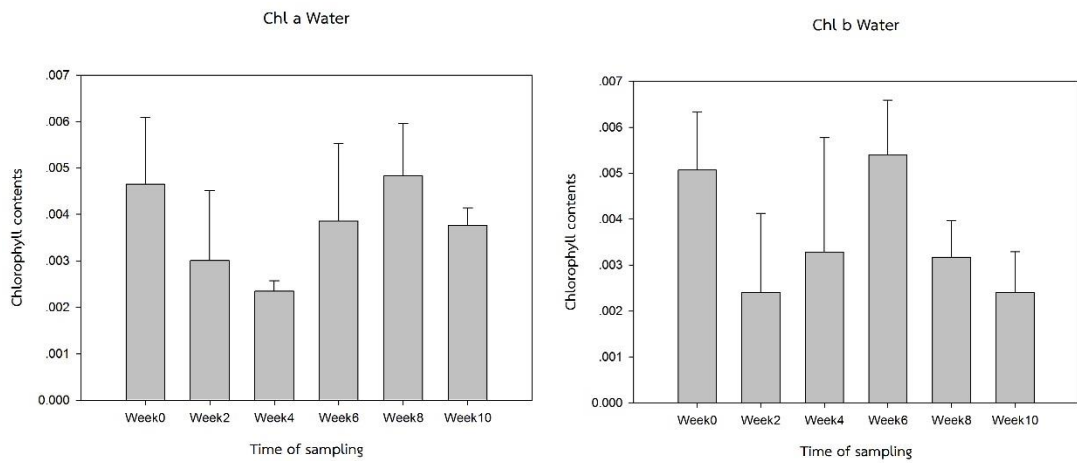 Chl a Water
.007
.006
.005
.004
.003
.002
.001
0.000
Chlorophyll contents
Week0 Week2 Week4 Week6 Week8 Week10
Time of sampling
Chl b Water
.007
.006
.005
.004
.003
.002
.001
0.000
Chlorophyll contents
Week0 Week2 Week4 Week6 Week8 Week10
Time of sampling